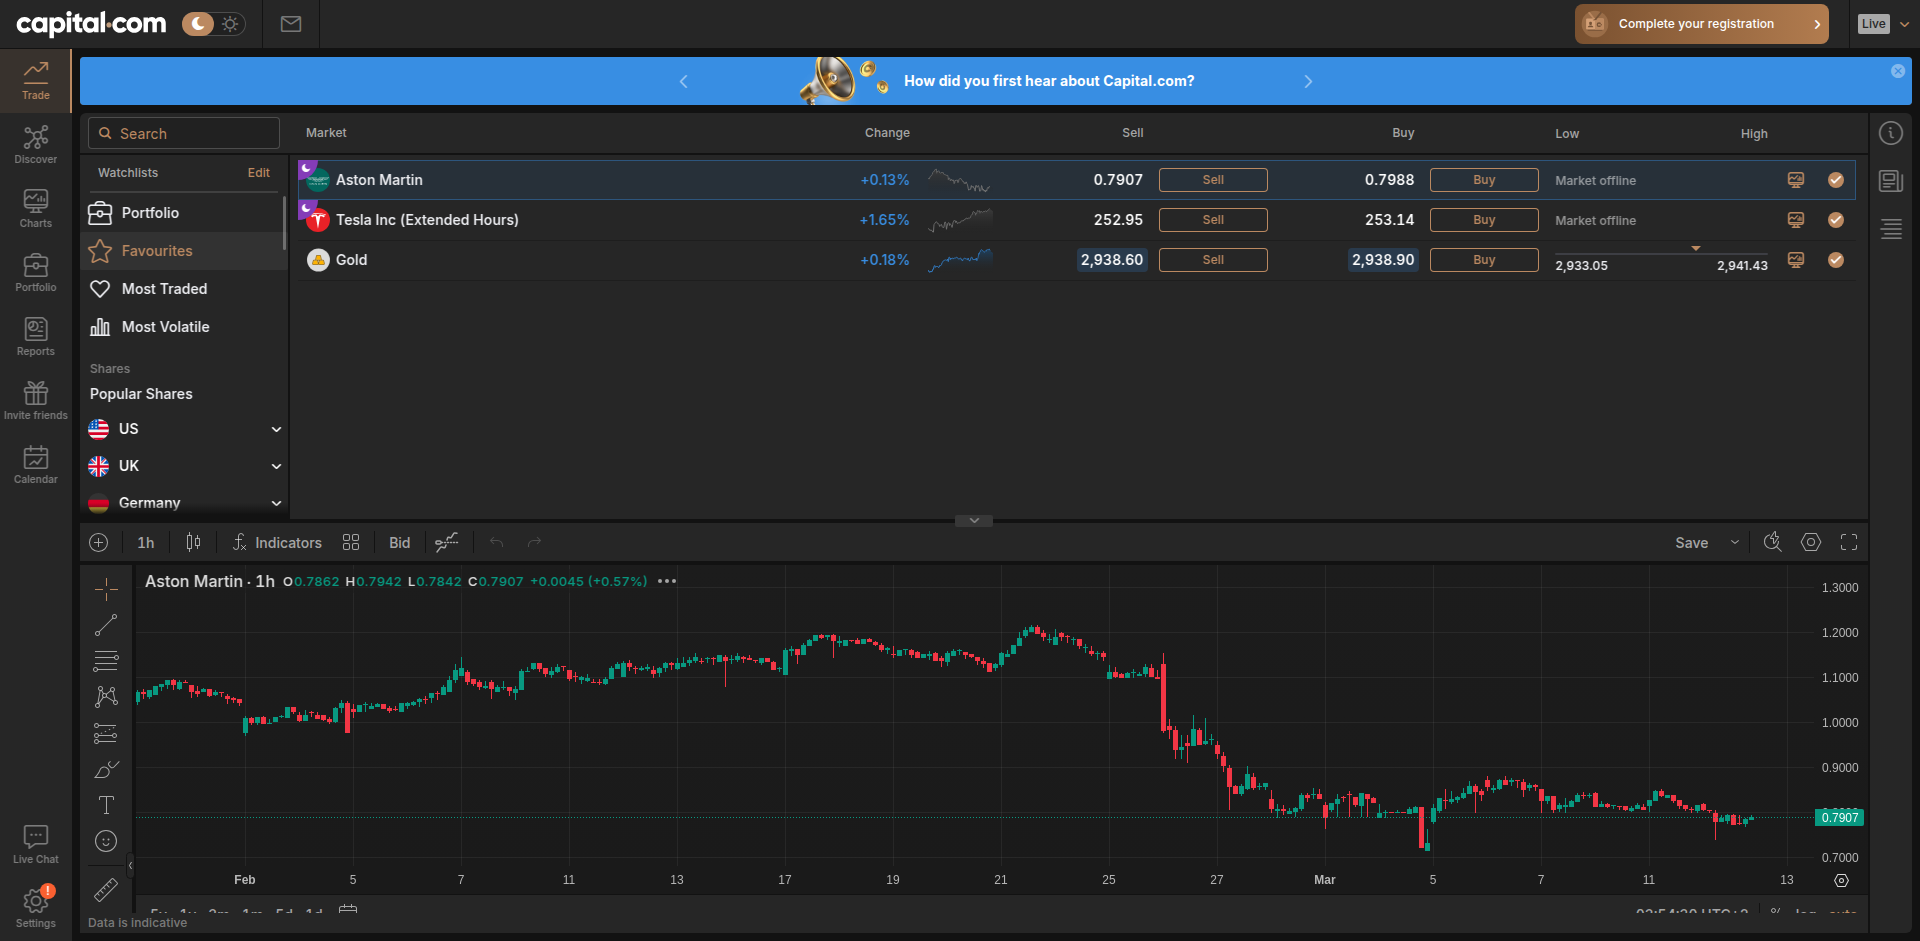 capital.com
Complete your registration
Live
Trade
How did you first hear about Capital.com?
Search
Market
Change
Sell
Buy
Low
High
Discover
Watchlists
Edit
Aston Martin
+0.13%
0.7907
Sell
0.7988
Buy
Market offline
Portfolio
Tesla Inc (Extended Hours)
+1.65%
252.95
Sell
253.14
Buy
Market offline
Charts
Favourites
Gold
+0.18%
2,938.60
Sell
2,938.90
Buy
2,933.05
2,941.43
Portfolio
Most Traded
Most Volatile
Reports
Shares
Popular Shares
Invite friends
US
UK
Calendar
Germany
1h
Indicators
Bid
Save
Aston Martin · 1h O0.7862 H0.7942 L0.7842 C0.7907 +0.0045 (+0.57%)
1.3000
1.2000
1.1000
1.0000
0.9000
0.7907
0.7000
Live Chat
Feb 5 7 11 13 17 19 21 25 27 Mar 5 7 11 13
Settings
Data is indicative